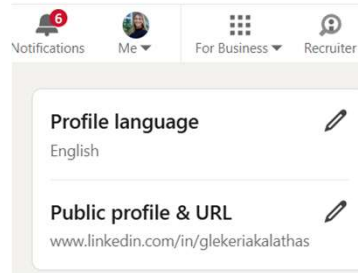 6
Notifications Me For Business Recruiter
Profile language
English
Public profile & URL
www.linkedin.com/in/glekeriakalathas